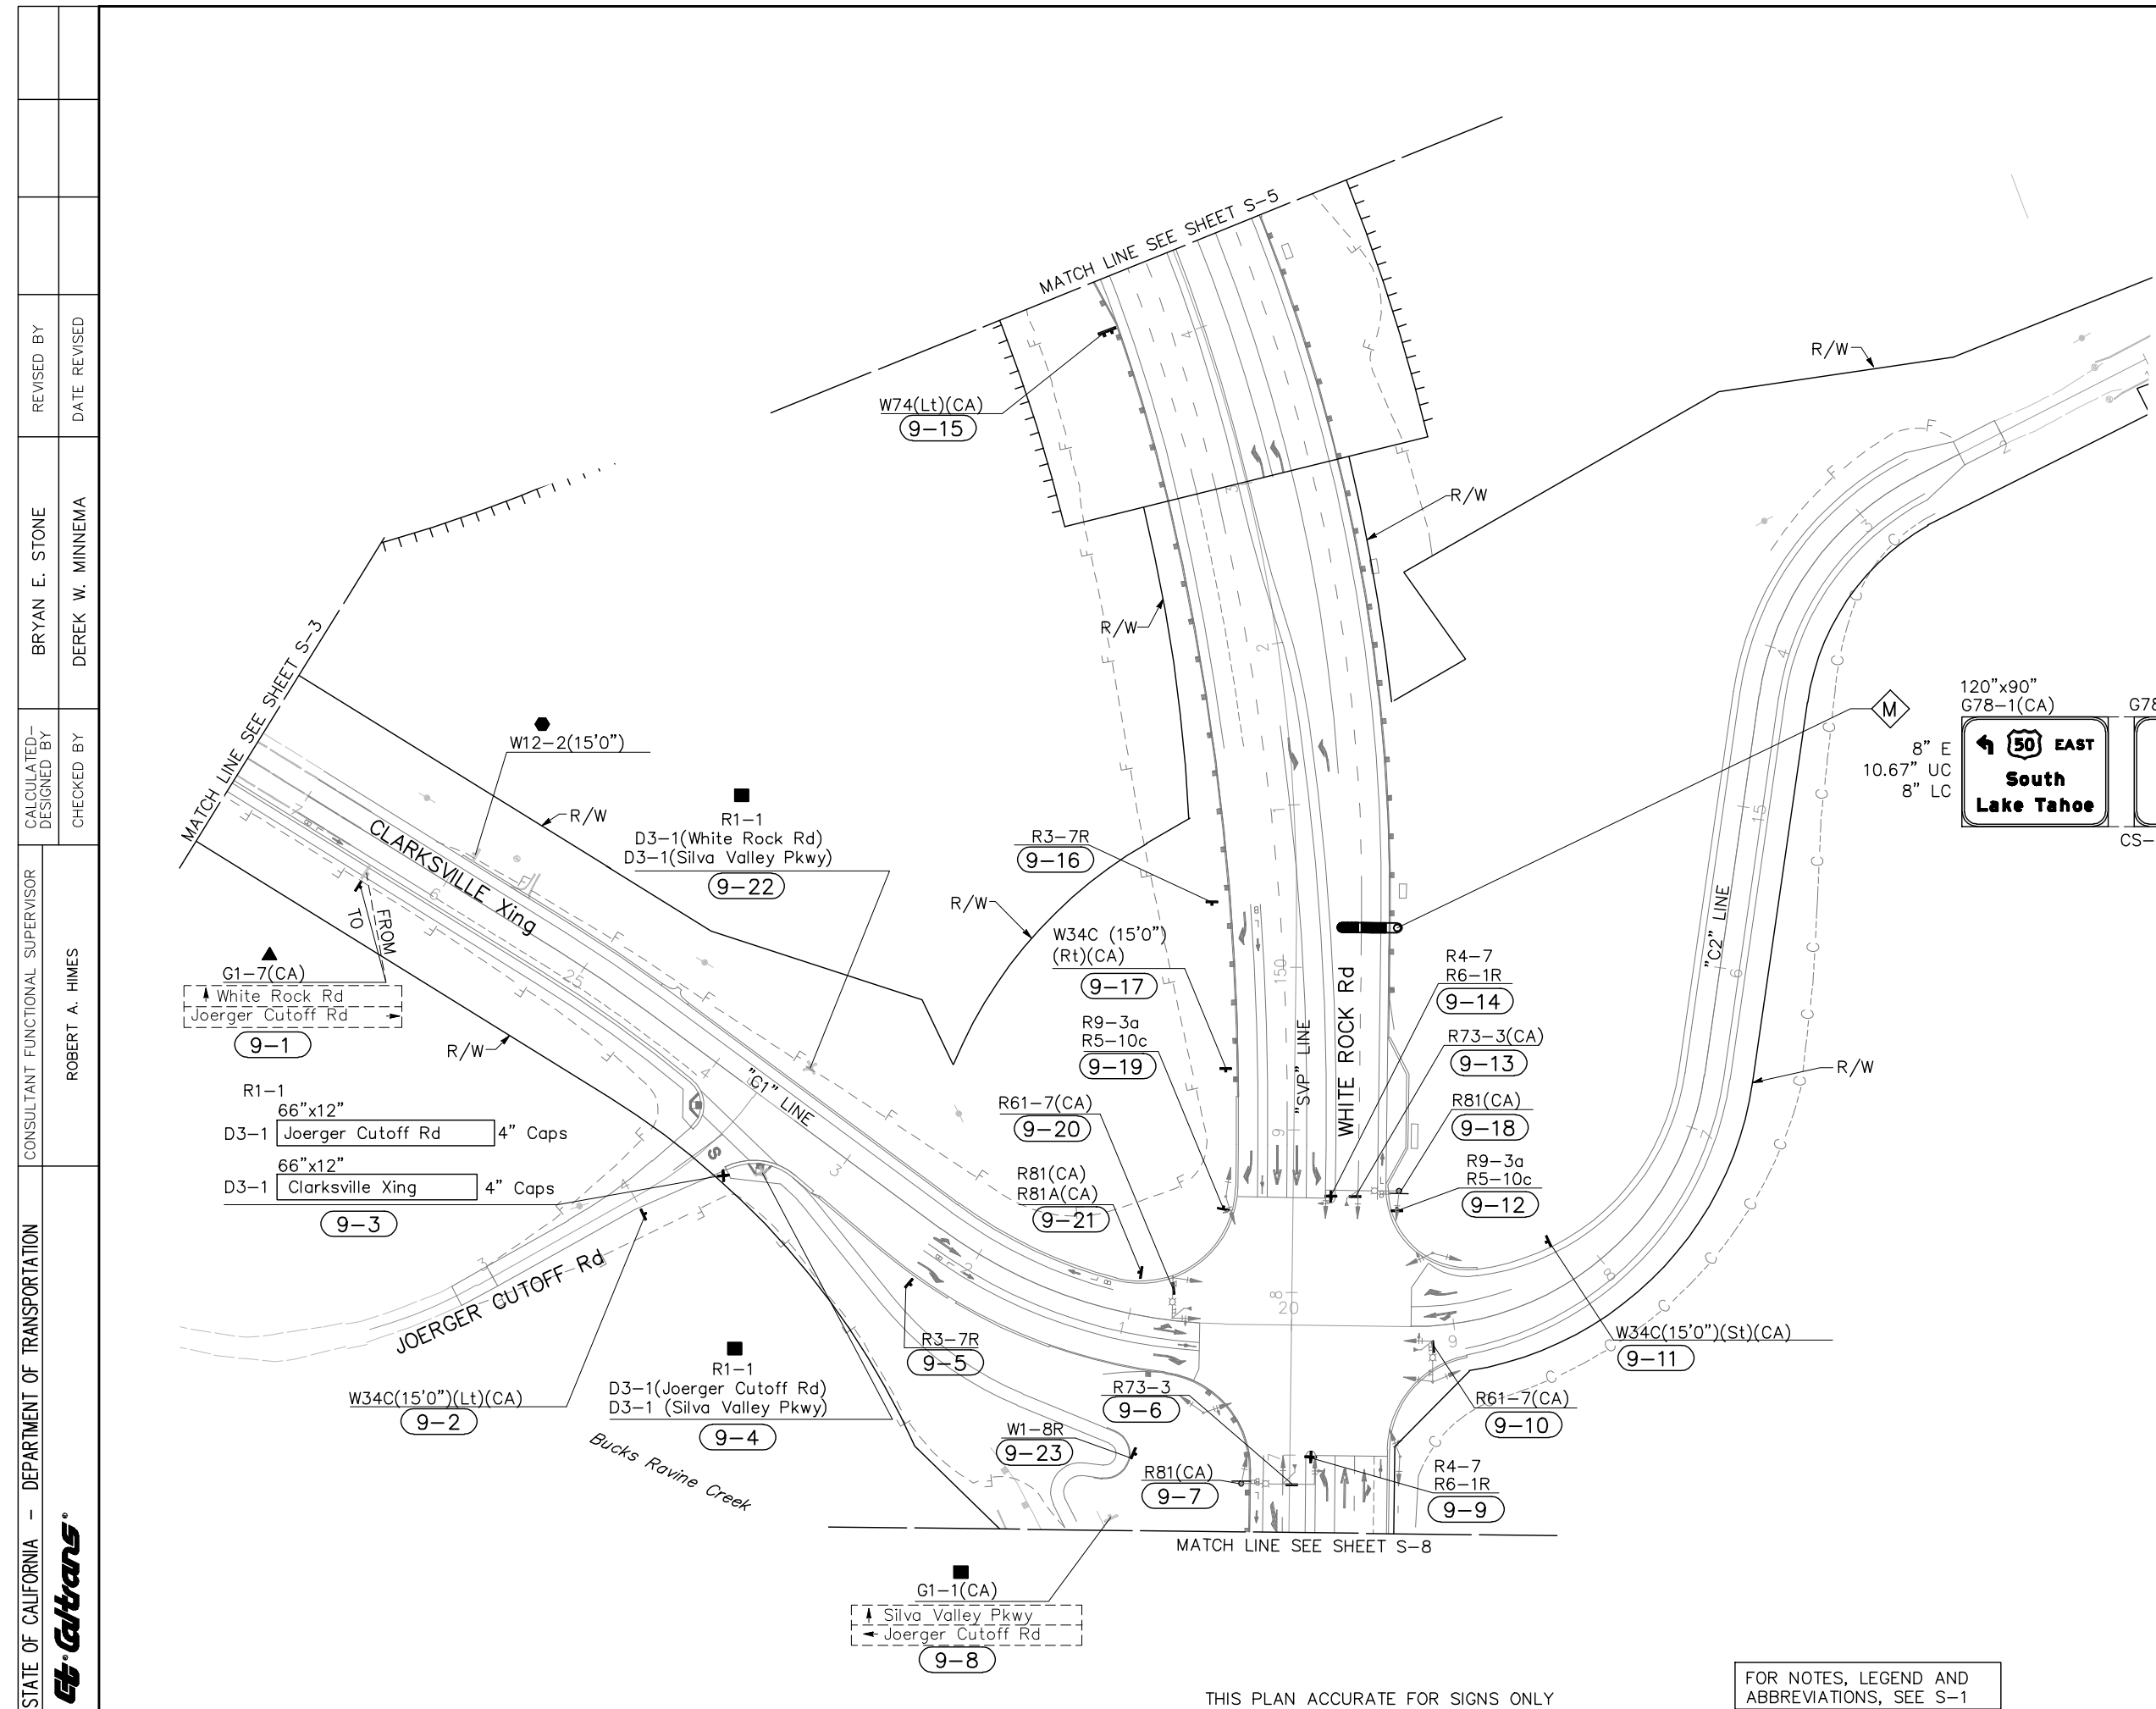 REVISED BY
DATE REVISED
BRYAN E. STONE
DEREK W. MINNEMA
CALCULATED-
DESIGNED BY
CHECKED BY
CONSULTANT FUNCTIONAL SUPERVISOR
ROBERT A. HIMES
STATE OF CALIFORNIA - DEPARTMENT OF TRANSPORTATION
Caltrans
MATCH LINE SEE SHEET S-5
W74(Lt)(CA)
9-15
R/W
R/W
R/W
MATCH LINE SEE SHEET S-3
W12-2(15'0")
R/W
R1-1
D3-1(White Rock Rd)
D3-1(Silva Valley Pkwy)
9-22
R3-7R
9-16
M
120"x90"
G78-1(CA)
8" E
10.67" UC
8" LC
50 EAST
South
Lake Tahoe
G78
CS-
CLARKSVILLE Xing
FROM
TO
R/W
W34C (15'0")
(Rt)(CA)
9-17
R4-7
R6-1R
9-14
"C2" LINE
G1-7(CA)
White Rock Rd
Joerger Cutoff Rd
9-1
R/W
R9-3a
R5-10c
9-19
"SVP" LINE
WHITE ROCK Rd
R73-3(CA)
9-13
R/W
R1-1
66"x12"
D3-1 Joerger Cutoff Rd 4" Caps
66"x12"
D3-1 Clarksville Xing 4" Caps
9-3
"C1" LINE
R61-7(CA)
9-20
R81(CA)
9-18
R81(CA)
R81A(CA)
9-21
R9-3a
R5-10c
9-12
JOERGER CUTOFF Rd
R3-7R
9-5
W34C(15'0")(St)(CA)
9-11
W34C(15'0")(Lt)(CA)
9-2
R1-1
D3-1(Joerger Cutoff Rd)
D3-1 (Silva Valley Pkwy)
9-4
R73-3
9-6
R61-7(CA)
9-10
Bucks Ravine Creek
W1-8R
9-23
R81(CA)
9-7
R4-7
R6-1R
9-9
MATCH LINE SEE SHEET S-8
G1-1(CA)
Silva Valley Pkwy
Joerger Cutoff Rd
9-8
THIS PLAN ACCURATE FOR SIGNS ONLY
FOR NOTES, LEGEND AND
ABBREVIATIONS, SEE S-1